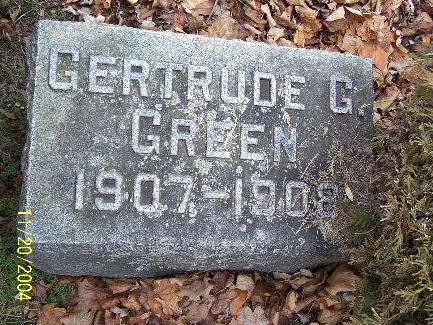 GERTRUDE G.
GREEN
1907-1908
11/20/2004